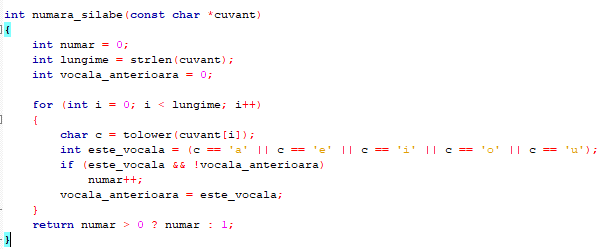 int numara_silabe(const char *cuvant)
{
int numar = 0;
int lungime = strlen(cuvant);
int vocala_anterioara = 0;
for (int i = 0; i < lungime; i++)
{
char c = tolower(cuvant[i]);
int este_vocala = (c == 'a' || c == 'e' || c == 'i' || c == 'o' || c == 'u');
if (este_vocala && !vocala_anterioara)
numar++;
vocala_anterioara = este_vocala;
}
return numar > 0 ? numar : 1;
}